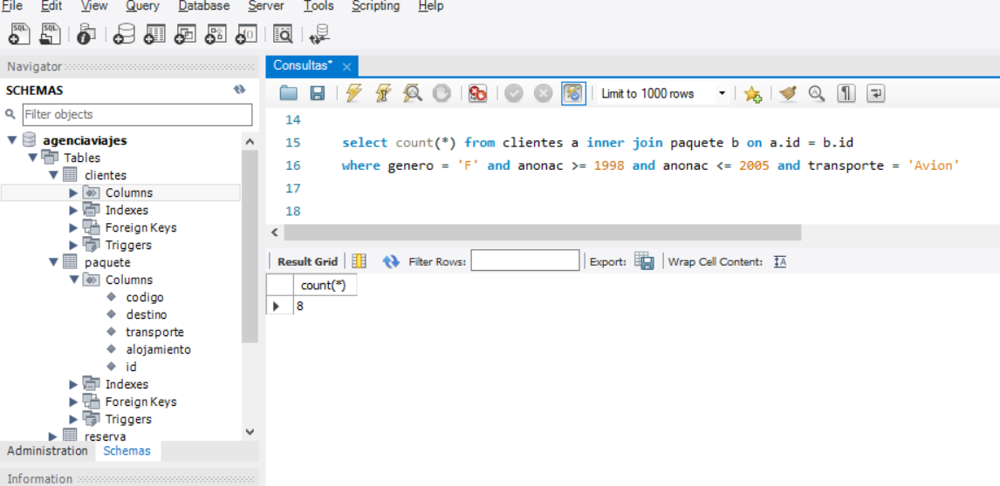 File Edit View Query Database Server Tools Scripting Help
SQL SQL
Navigator
SCHEMAS
Filter objects
agenciaviajes
Tables
clientes
Columns
Indexes
Foreign Keys
Triggers
paquete
Columns
codigo
destino
transporte
alojamiento
id
Indexes
Foreign Keys
Triggers
reserva
Administration Schemas
Information
Consultas*
Limit to 1000 rows
14
15 select count(*) from clientes a inner join paquete b on a.id = b.id
16 where genero = 'F' and anonac >= 1998 and anonac <= 2005 and transporte = 'Avion'
17
18
Result Grid Filter Rows: Export: Wrap Cell Content:
count(*)
8